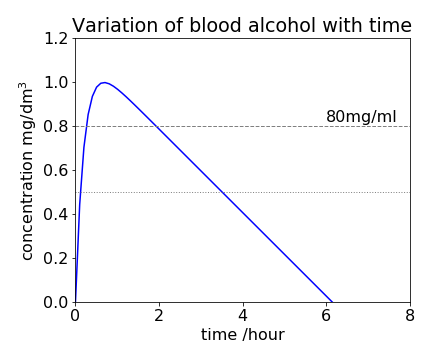 Variation of blood alcohol with time
1.2
1.0
0.8
0.6
0.4
0.2
0.0
80mg/ml
concentration mg/dm³
0 2 4 6 8
time /hour